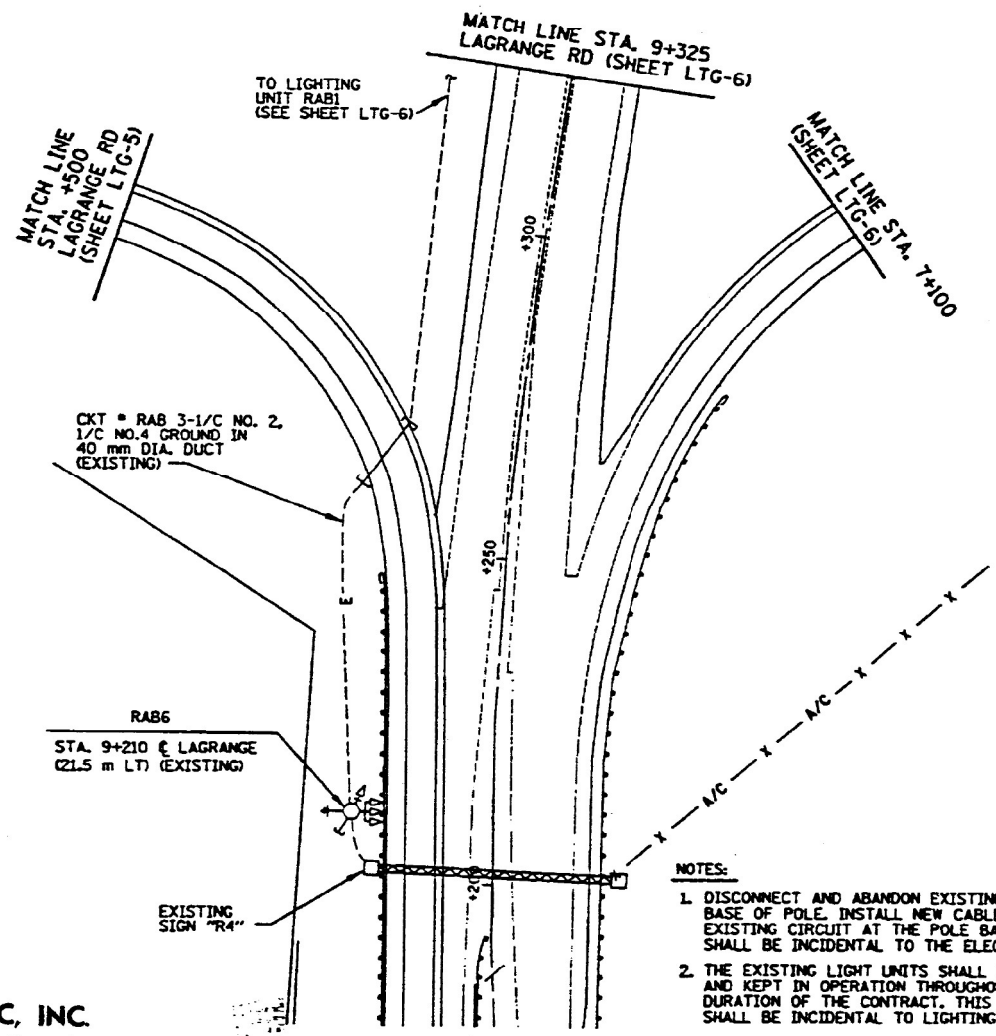 MATCH LINE STA. 9+325
LAGRANGE RD (SHEET LTG-6)
TO LIGHTING
UNIT RAB1
(SEE SHEET LTG-6)
MATCH LINE
STA. +500
LAGRANGE RD
(SHEET LTG-5)
MATCH LINE STA. 7+100
(SHEET LTG-6)
+300
CKT * RAB 3-1/C NO. 2,
1/C NO.4 GROUND IN
40 mm DIA. DUCT
(EXISTING)
+250
E
RAB6
STA. 9+210 ℄ LAGRANGE
(21.5 m LT) (EXISTING)
X
X
A/C
X
X
A/C
X
+200
EXISTING
SIGN "R4"
NOTES:
1. DISCONNECT AND ABANDON EXISTIN
BASE OF POLE. INSTALL NEW CABL
EXISTING CIRCUIT AT THE POLE BA
SHALL BE INCIDENTAL TO THE ELE
2. THE EXISTING LIGHT UNITS SHALL
AND KEPT IN OPERATION THROUGHO
DURATION OF THE CONTRACT. THIS
SHALL BE INCIDENTAL TO LIGHTING
C, INC.